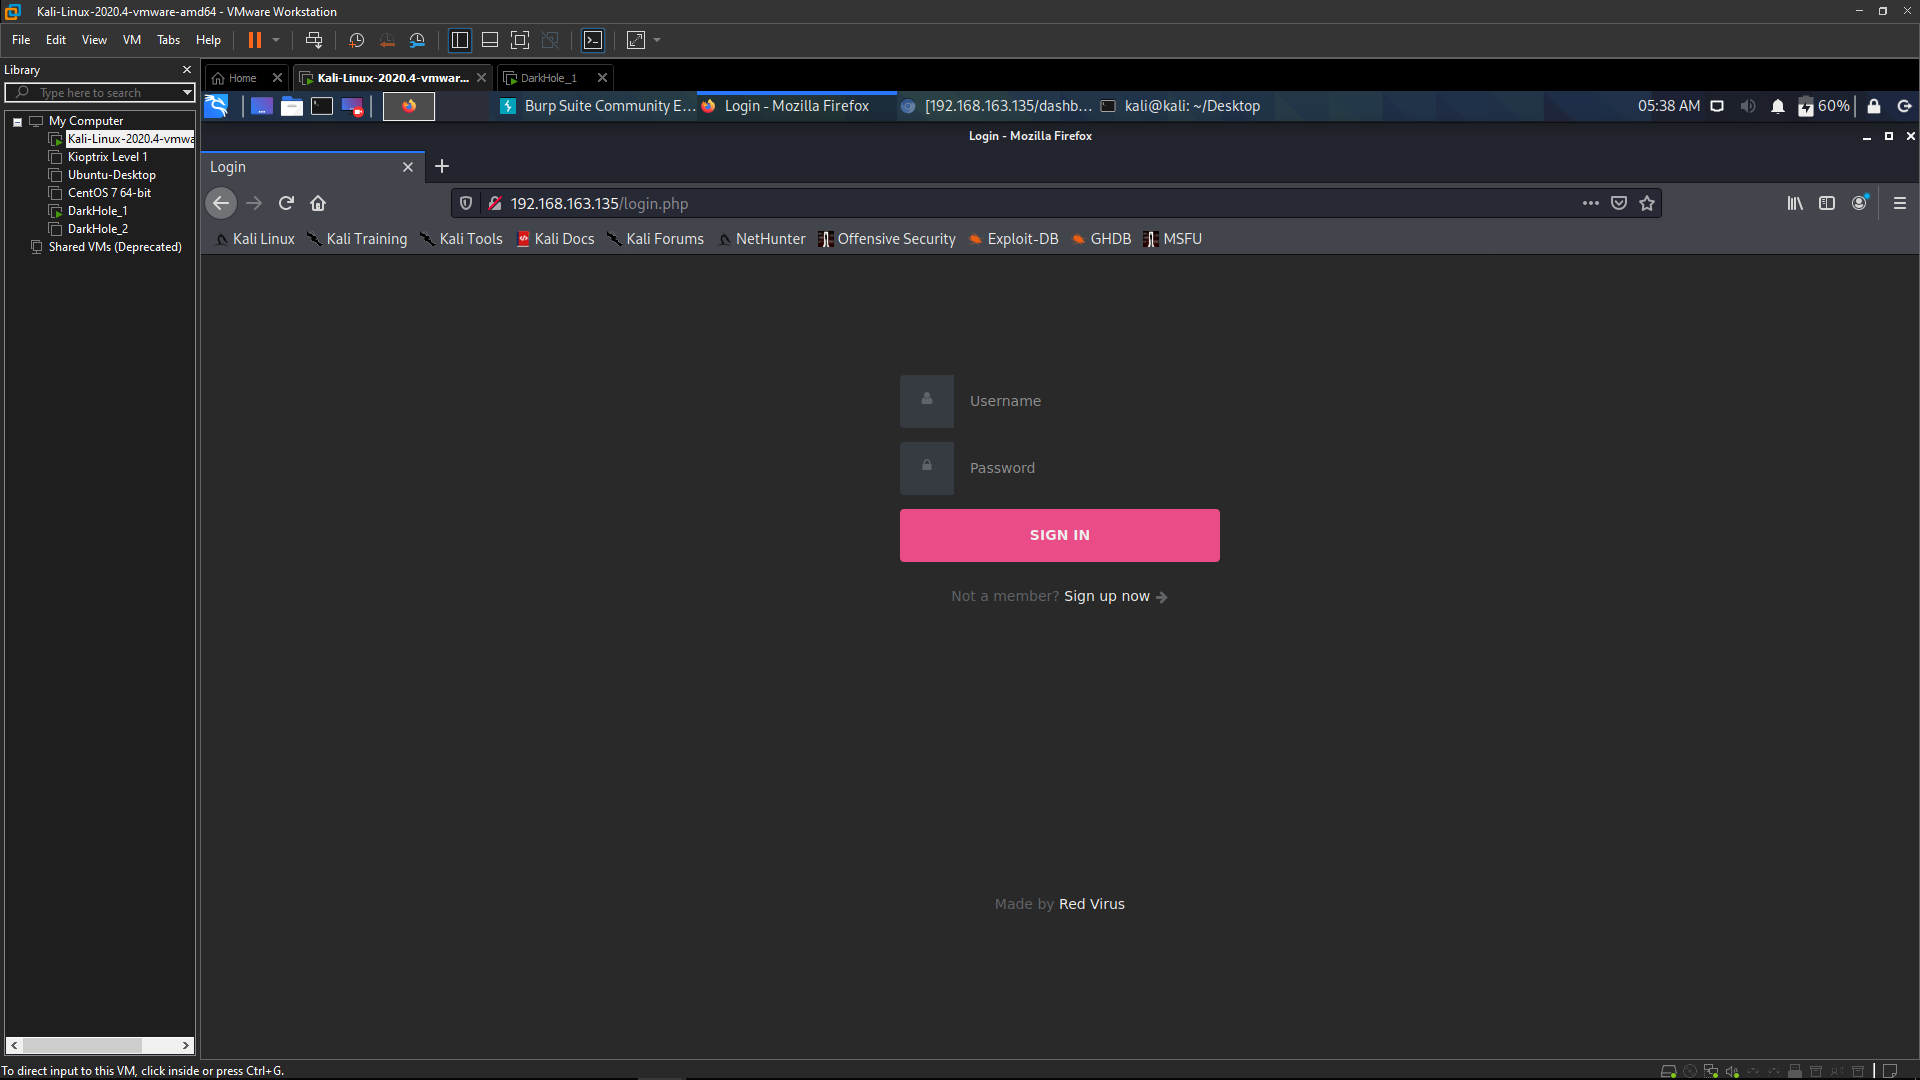 Kali-Linux-2020.4-vmware-amd64 - VMware Workstation
File Edit View VM Tabs Help
Library
Type here to search
My Computer
Kali-Linux-2020.4-vmwa
Kioptrix Level 1
Ubuntu-Desktop
CentOS 7 64-bit
DarkHole_1
DarkHole_2
Shared VMs (Deprecated)
Home Kali-Linux-2020.4-vmwar... DarkHole_1
Burp Suite Community E... Login - Mozilla Firefox [192.168.163.135/dashb... kali@kali: ~/Desktop 05:38 AM 60%
Login - Mozilla Firefox
Login
192.168.163.135/login.php
Kali Linux Kali Training Kali Tools Kali Docs Kali Forums NetHunter Offensive Security Exploit-DB GHDB MSFU
Username
Password
SIGN IN
Not a member? Sign up now
Made by Red Virus
To direct input to this VM, click inside or press Ctrl+G.